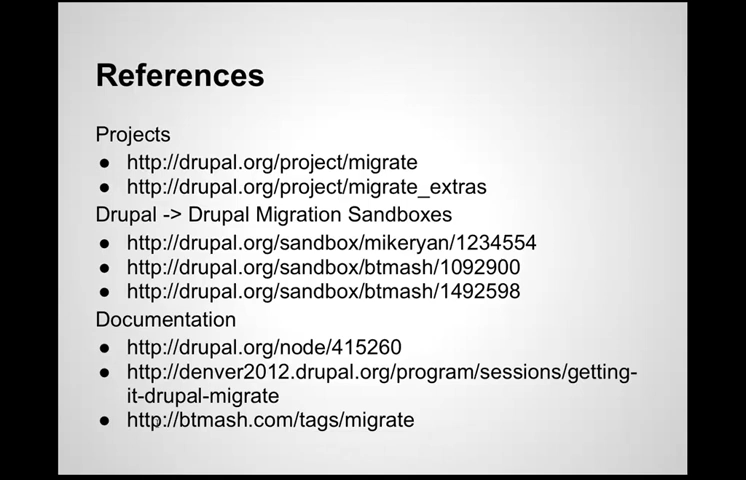 References
Projects
● http://drupal.org/project/migrate
● http://drupal.org/project/migrate_extras
Drupal -> Drupal Migration Sandboxes
● http://drupal.org/sandbox/mikeryan/1234554
● http://drupal.org/sandbox/btmash/1092900
● http://drupal.org/sandbox/btmash/1492598
Documentation
● http://drupal.org/node/415260
● http://denver2012.drupal.org/program/sessions/getting-
it-drupal-migrate
● http://btmash.com/tags/migrate